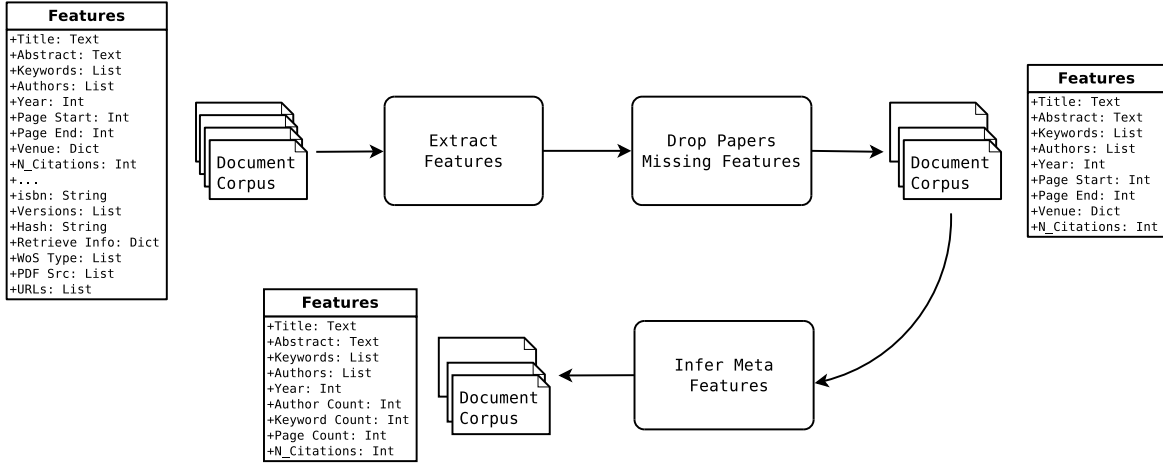 Features
+Title: Text
+Abstract: Text
+Keywords: List
+Authors: List
+Year: Int
+Page Start: Int
+Page End: Int
+Venue: Dict
+N_Citations: Int
+...
+isbn: String
+Versions: List
+Hash: String
+Retrieve Info: Dict
+WoS Type: List
+PDF Src: List
+URLs: List
Document
Corpus
Extract
Features
Drop Papers
Missing Features
Document
Corpus
Features
+Title: Text
+Abstract: Text
+Keywords: List
+Authors: List
+Year: Int
+Page Start: Int
+Page End: Int
+Venue: Dict
+N_Citations: Int
Infer Meta
Features
Document
Corpus
Features
+Title: Text
+Abstract: Text
+Keywords: List
+Authors: List
+Year: Int
+Author Count: Int
+Keyword Count: Int
+Page Count: Int
+N_Citations: Int